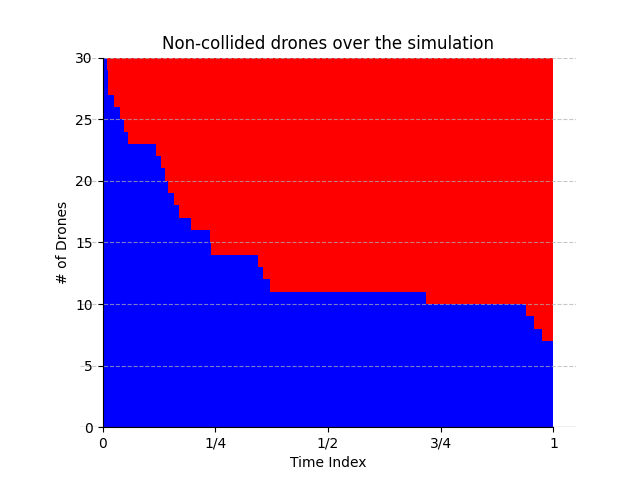 Non-collided drones over the simulation
30
25
20
15
10
5
0
# of Drones
0 1/4 1/2 3/4 1
Time Index